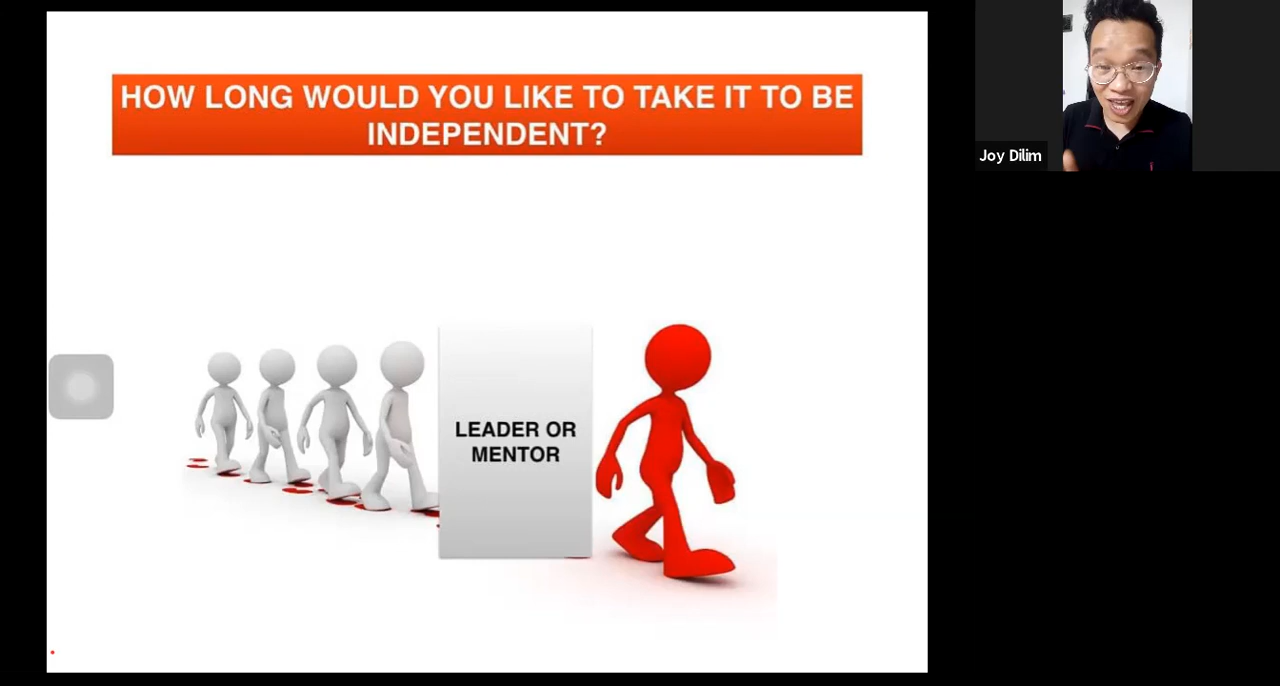 HOW LONG WOULD YOU LIKE TO TAKE IT TO BE
INDEPENDENT?
LEADER OR
MENTOR
Joy Dilim